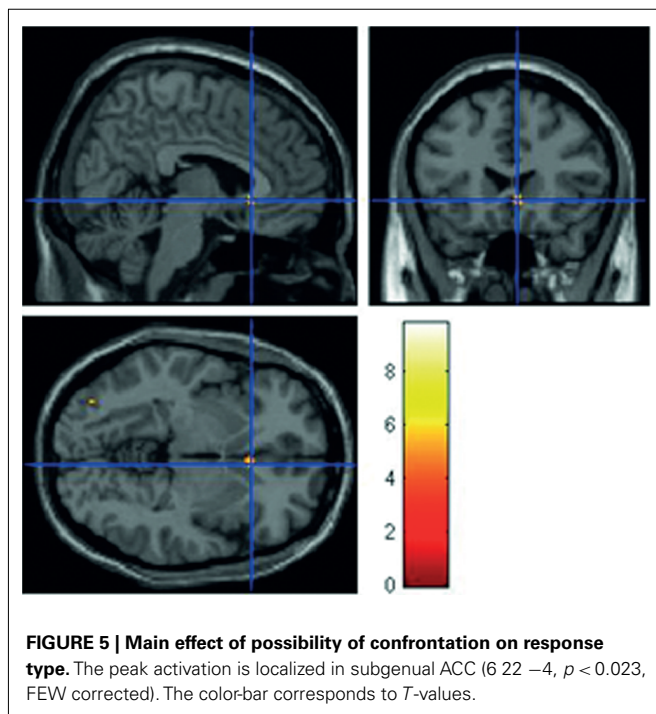 8
6
4
2
0
FIGURE 5 | Main effect of possibility of confrontation on response
type. The peak activation is localized in subgenual ACC (6 22 −4, p < 0.023,
FEW corrected). The color-bar corresponds to T-values.